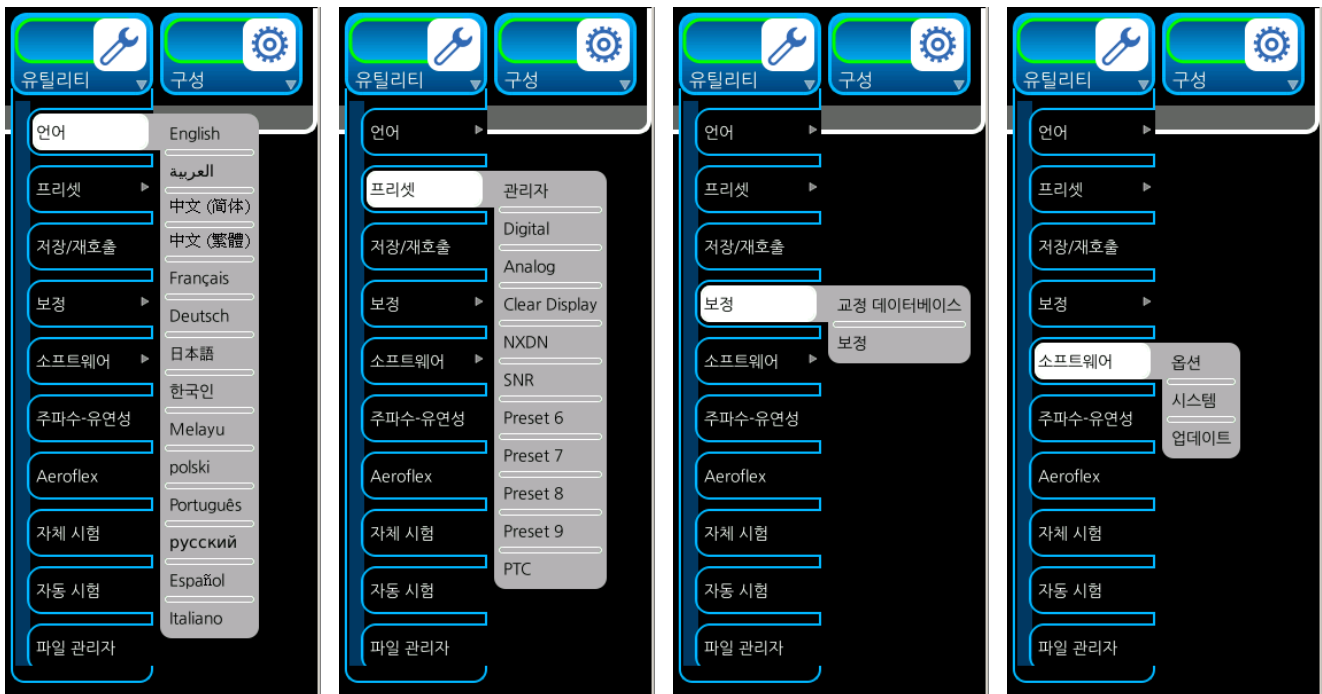 유틸리티
구성
언어
프리셋
저장/재호출
보정
소프트웨어
주파수-유연성
Aeroflex
자체 시험
자동 시험
파일 관리자
English
العربية
中文 (简体)
中文 (繁體)
Français
Deutsch
日本語
한국인
Melayu
polski
Português
русский
Español
Italiano
유틸리티
구성
언어
프리셋
저장/재호출
보정
소프트웨어
주파수-유연성
Aeroflex
자체 시험
자동 시험
파일 관리자
관리자
Digital
Analog
Clear Display
NXDN
SNR
Preset 6
Preset 7
Preset 8
Preset 9
PTC
유틸리티
구성
언어
프리셋
저장/재호출
보정
소프트웨어
주파수-유연성
Aeroflex
자체 시험
자동 시험
파일 관리자
교정 데이터베이스
보정
유틸리티
구성
언어
프리셋
저장/재호출
보정
소프트웨어
주파수-유연성
Aeroflex
자체 시험
자동 시험
파일 관리자
옵션
시스템
업데이트